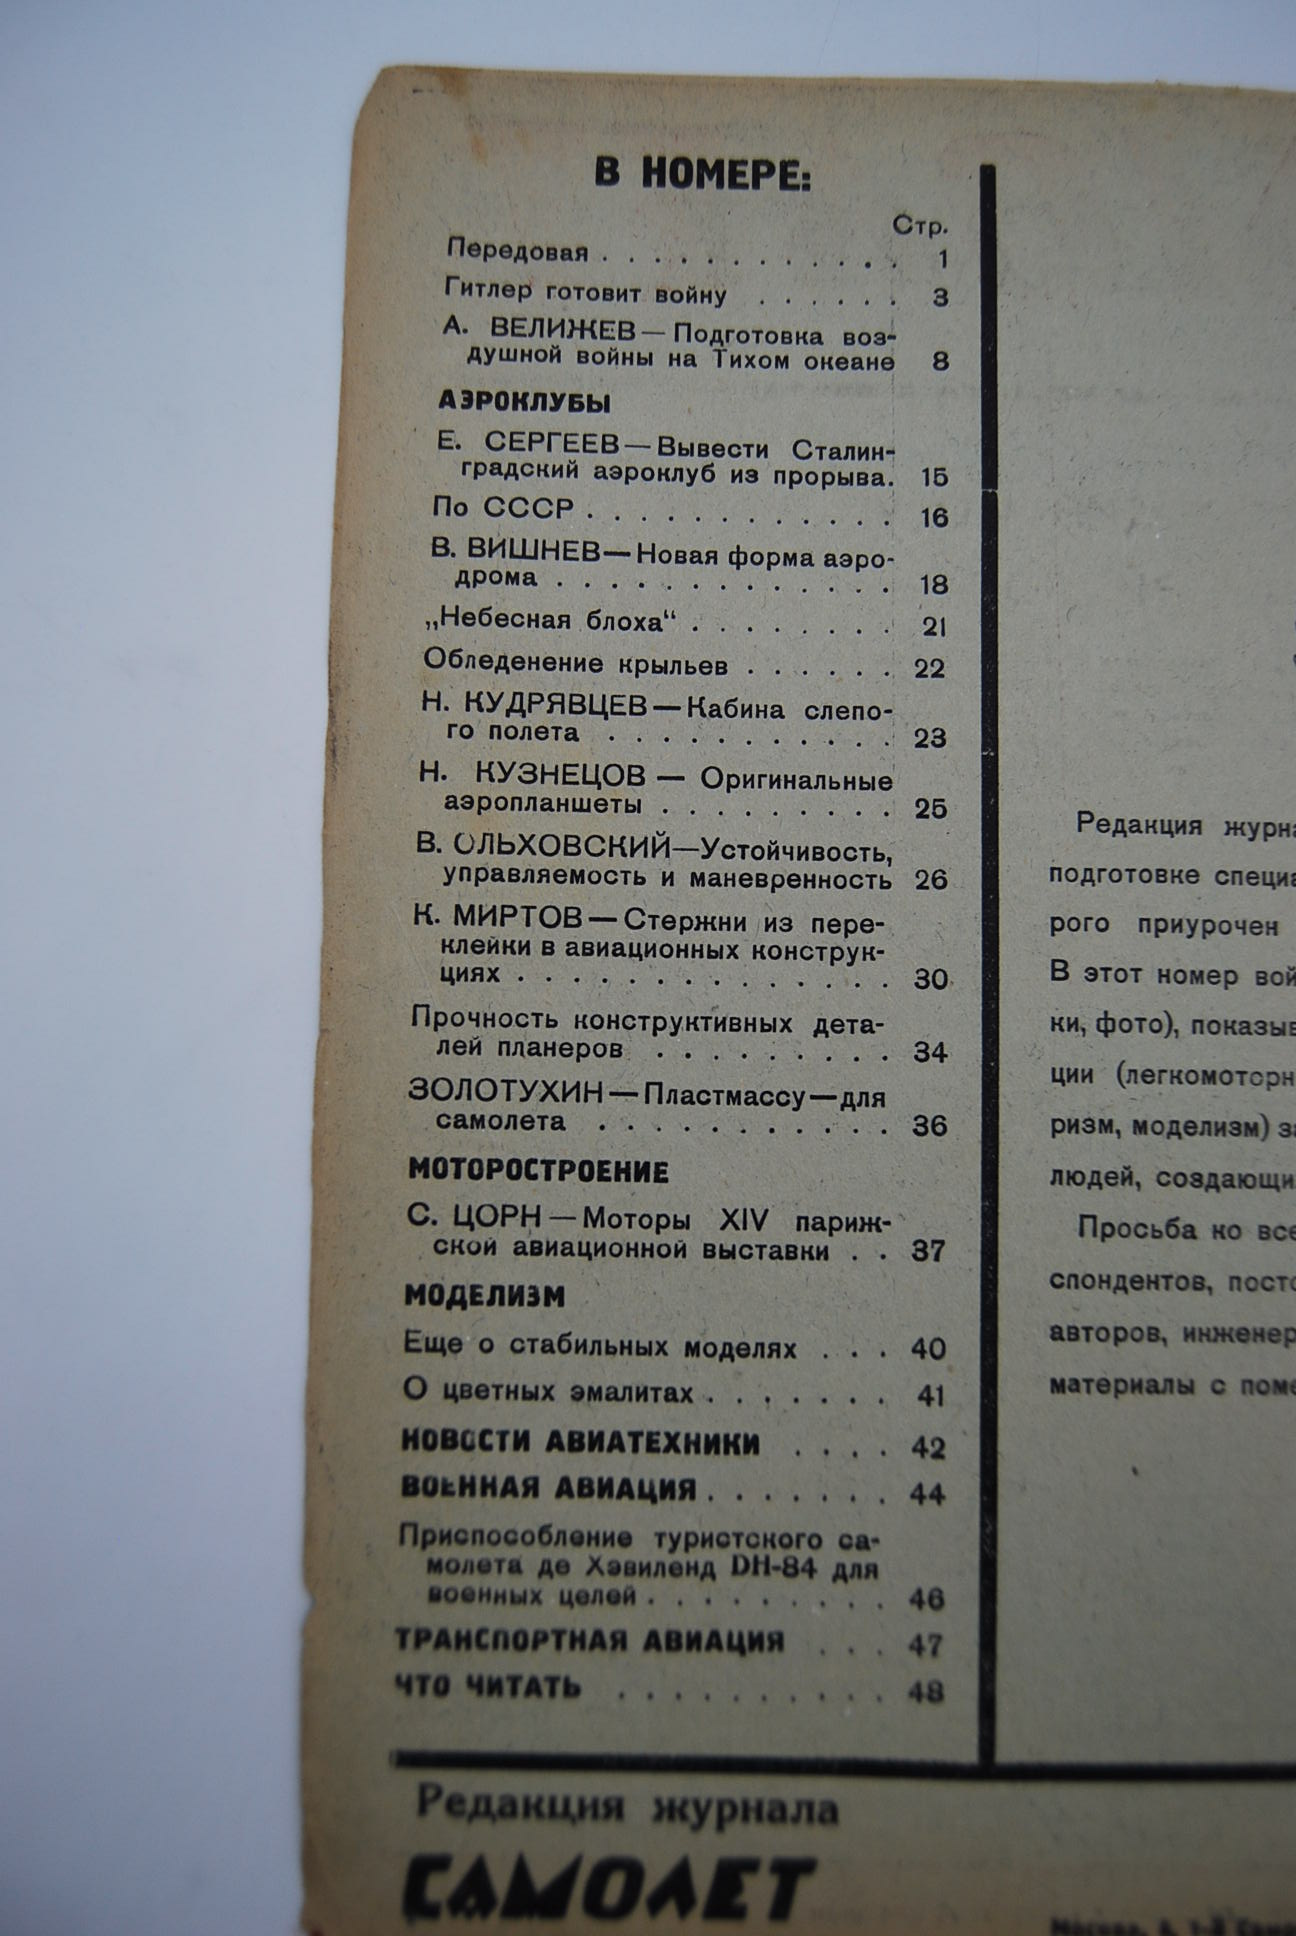 В НОМЕРЕ:
Стр.
Передовая . . . . . . . . . . . . 1
Гитлер готовит войну . . . . . . 3
А. ВЕЛИЖЕВ — Подготовка воз-
душной войны на Тихом океане 8
АЭРОКЛУБЫ
Е. СЕРГЕЕВ — Вывести Сталин-
градский аэроклуб из прорыва. 15
По СССР . . . . . . . . . . . . 16
В. ВИШНЕВ — Новая форма аэро-
дрома . . . . . . . . . . . . . 18
„Небесная блоха“ . . . . . . . . 21
Обледенение крыльев . . . . . . 22
Н. КУДРЯВЦЕВ — Кабина слепо-
го полета . . . . . . . . . . . 23
Н. КУЗНЕЦОВ — Оригинальные
аэропланшеты . . . . . . . . . 25
В. ОЛЬХОВСКИЙ — Устойчивость,
управляемость и маневренность 26
К. МИРТОВ — Стержни из пере-
клейки в авиационных конструк-
циях . . . . . . . . . . . . . . 30
Прочность конструктивных дета-
лей планеров . . . . . . . . . 34
ЗОЛОТУХИН — Пластмассу — для
самолета . . . . . . . . . . . 36
МОТОРОСТРОЕНИЕ
С. ЦОРН — Моторы XIV париж-
ской авиационной выставки . . 37
МОДЕЛИЗМ
Еще о стабильных моделях . . . 40
О цветных эмалитах . . . . . . . 41
НОВОСТИ АВИАТЕХНИКИ . . . . 42
ВОЕННАЯ АВИАЦИЯ . . . . . . . 44
Приспособление туристского са-
молета де Хэвиленд DH-84 для
военных целей . . . . . . . . . 46
ТРАНСПОРТНАЯ АВИАЦИЯ . . . 47
ЧТО ЧИТАТЬ . . . . . . . . . . 48
Редакция журн
подготовке специа
рого приурочен
В этот номер вой
ки, фото), показыв
ции (легкомоторн
ризм, моделизм) за
людей, создающи
Просьба ко все
спондентов, посто
авторов, инженер
материалы с поме
Редакция журнала
САМОЛЕТ
Москва,